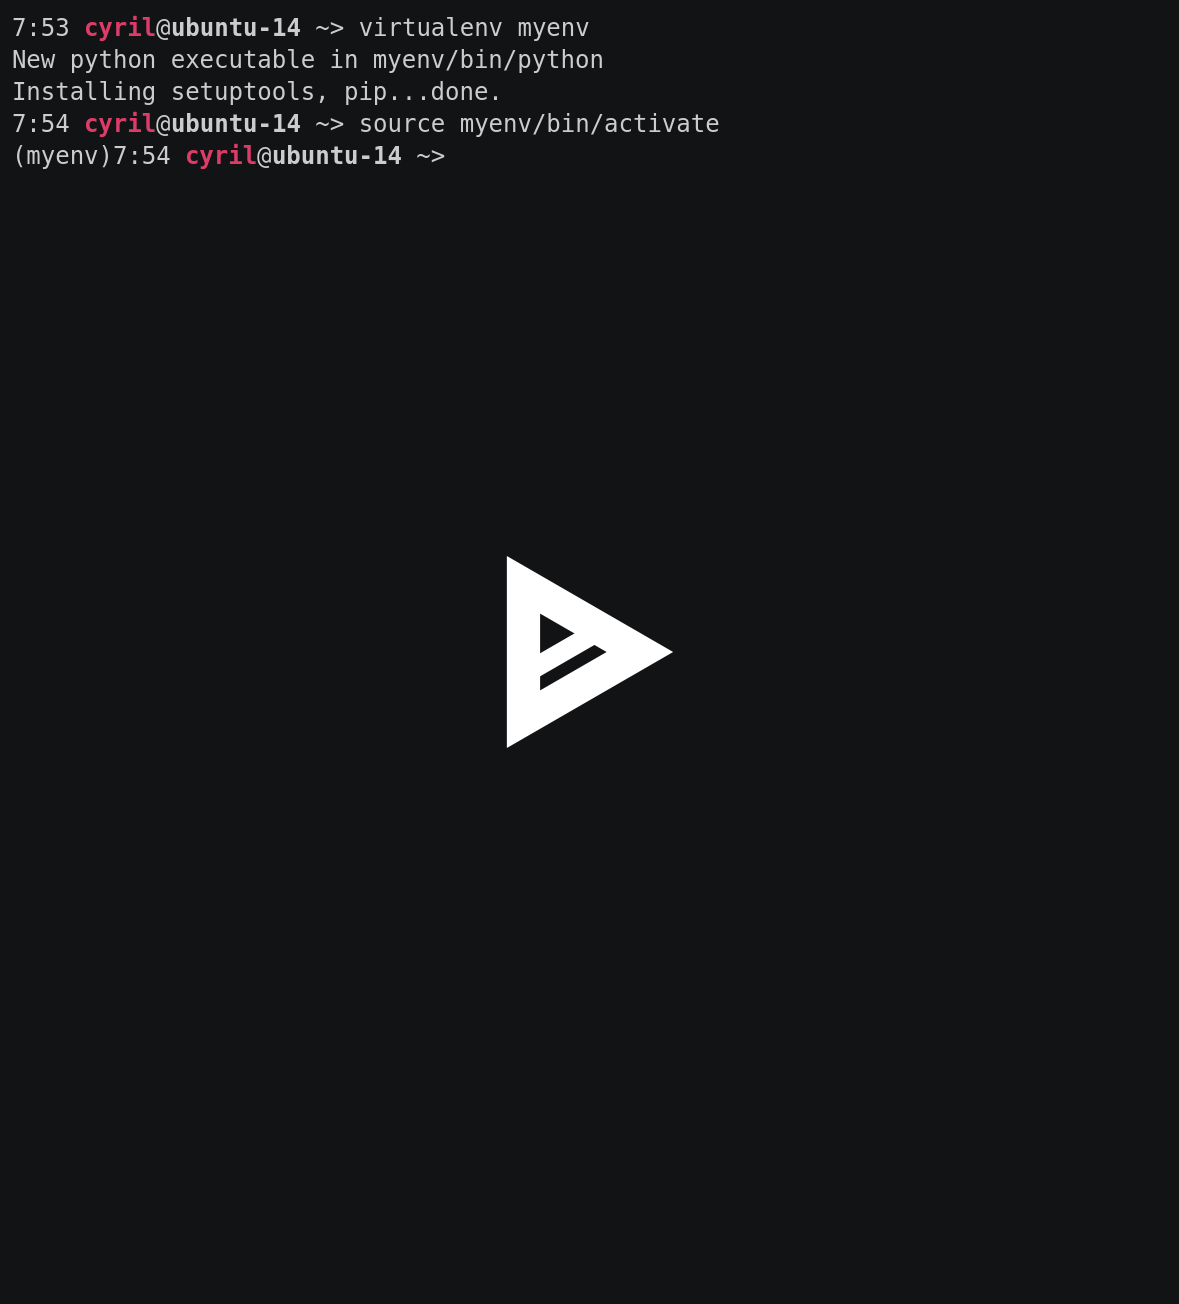 7:53 cyril@ubuntu-14 ~> virtualenv myenv
New python executable in myenv/bin/python
Installing setuptools, pip...done.
7:54 cyril@ubuntu-14 ~> source myenv/bin/activate
(myenv)7:54 cyril@ubuntu-14 ~>